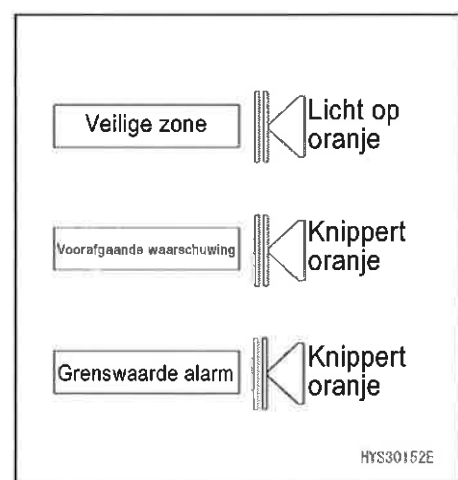 Veilige zone
Licht op
oranje
Voorafgaande waarschuwing
Knippert
oranje
Grenswaarde alarm
Knippert
oranje
HYS30152E